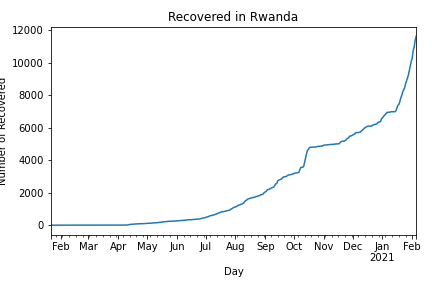 Recovered in Rwanda
Number of Recovered
12000
10000
8000
6000
4000
2000
0
Feb Mar Apr May Jun Jul Aug Sep Oct Nov Dec Jan Feb
2021
Day